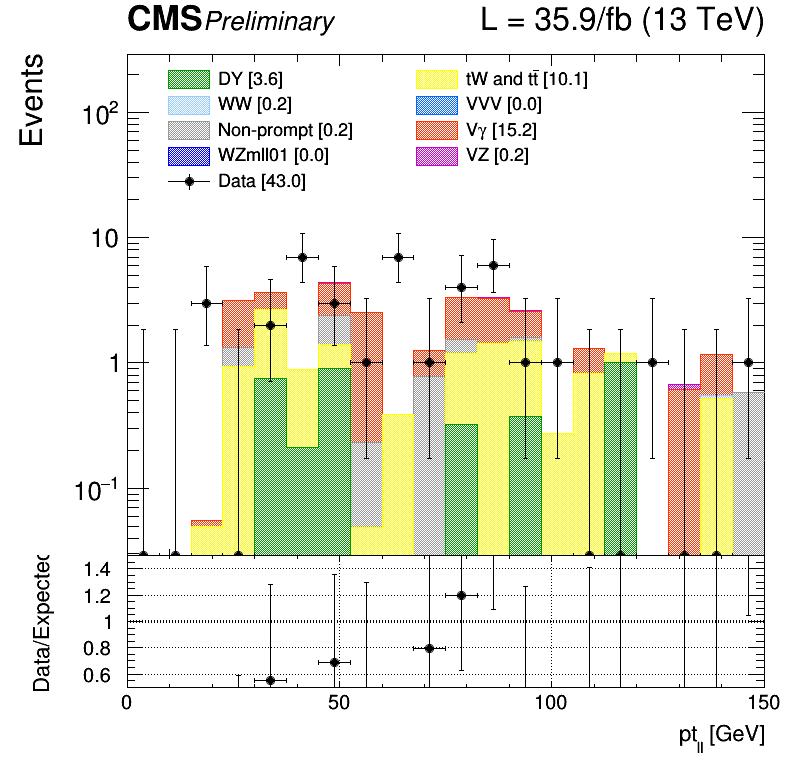 CMS Preliminary L = 35.9/fb (13 TeV)
Events
DY [3.6]
tW and tt̄ [10.1]
WW [0.2]
VVV [0.0]
Non-prompt [0.2]
Vγ [15.2]
WZmll01 [0.0]
VZ [0.2]
Data [43.0]
10²
10
1
10⁻¹
Data/Expected
1.4
1.2
1
0.8
0.6
0 50 100 150
pt_ll [GeV]